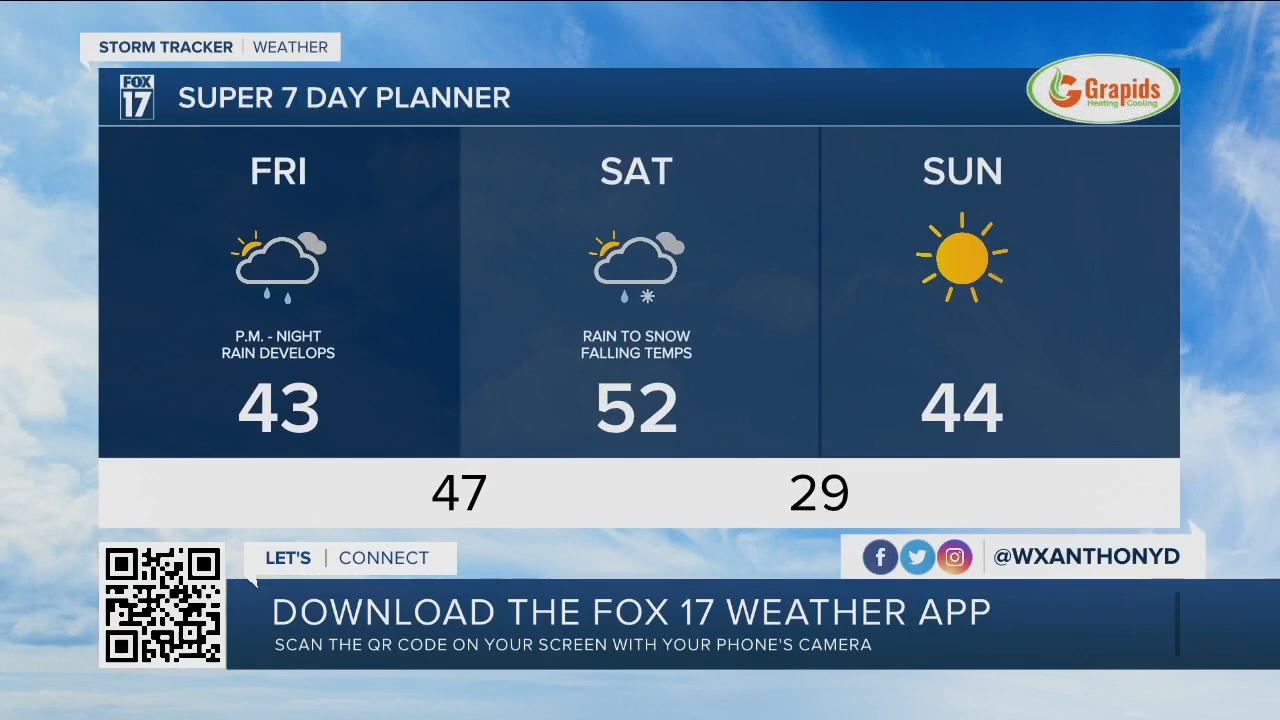 STORM TRACKER | WEATHER
FOX
17
SUPER 7 DAY PLANNER
Grapids
Heating & Cooling
FRI
SAT
SUN
P.M. - NIGHT
RAIN DEVELOPS
RAIN TO SNOW
FALLING TEMPS
43
52
44
47
29
LET'S | CONNECT
@WXANTHONYD
DOWNLOAD THE FOX 17 WEATHER APP
SCAN THE QR CODE ON YOUR SCREEN WITH YOUR PHONE'S CAMERA